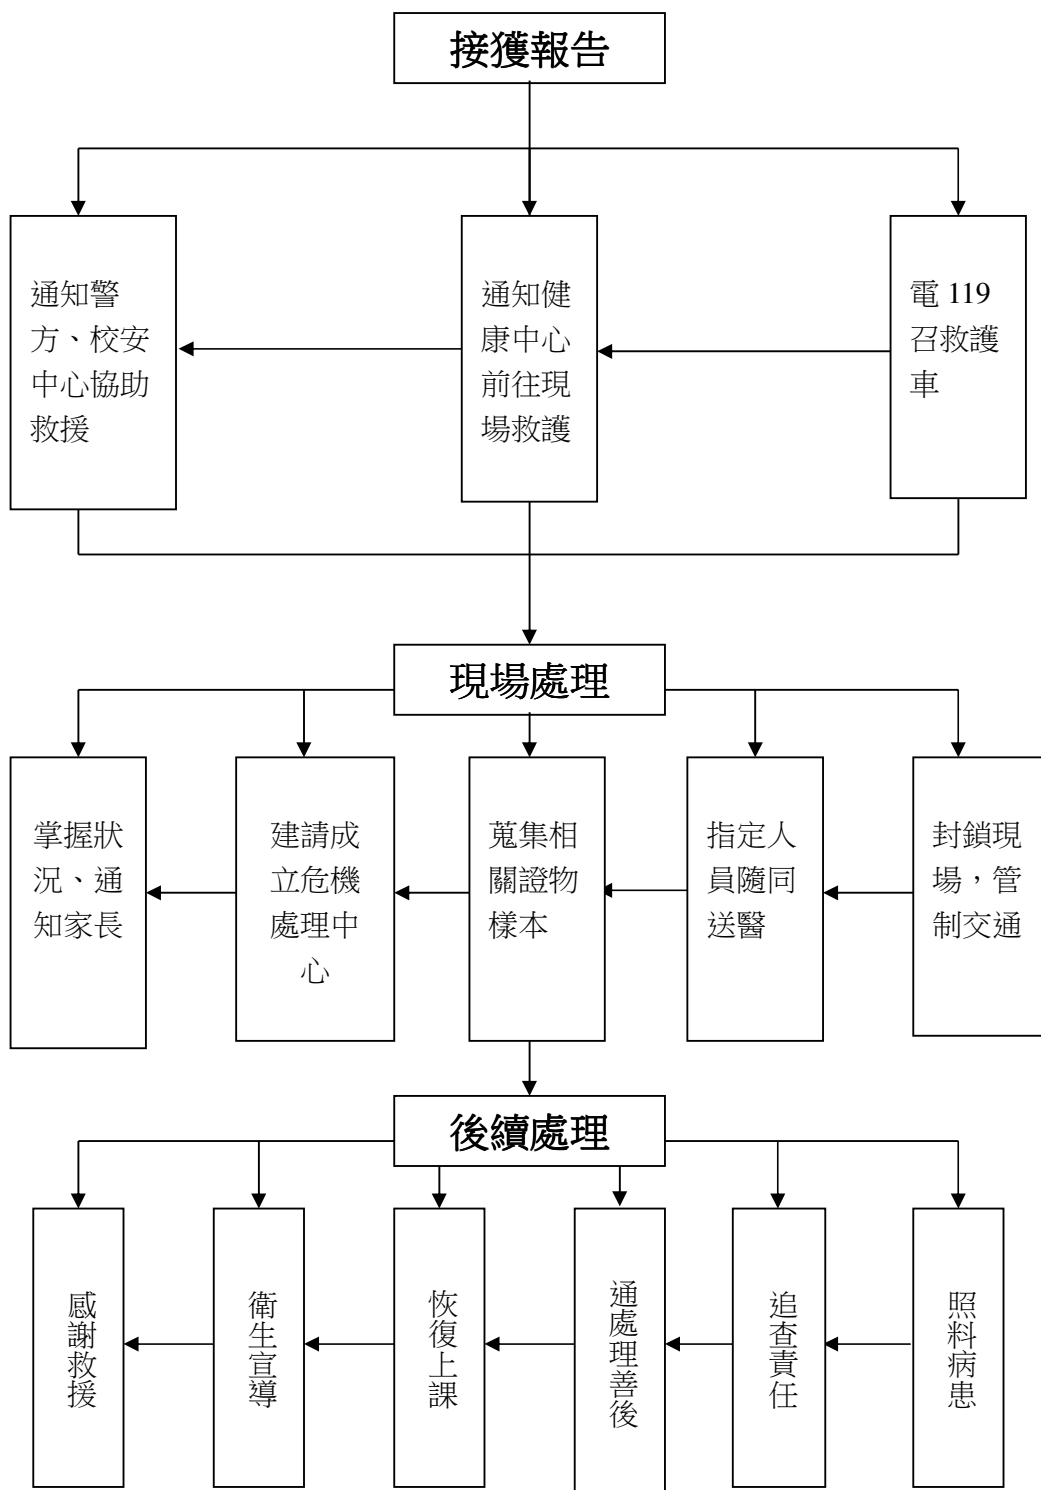 接獲報告
通知警
方、校安
中心協助
救援
通知健
康中心
前往現
場救護
電 119
召救護
車
現場處理
掌握狀
況、通
知家長
建請成
立危機
處理中
心
蒐集相
關證物
樣本
指定人
員隨同
送醫
封鎖現
場，管
制交通
後續處理
感謝救援
衛生宣導
恢復上課
通處理善後
追查責任
照料病患